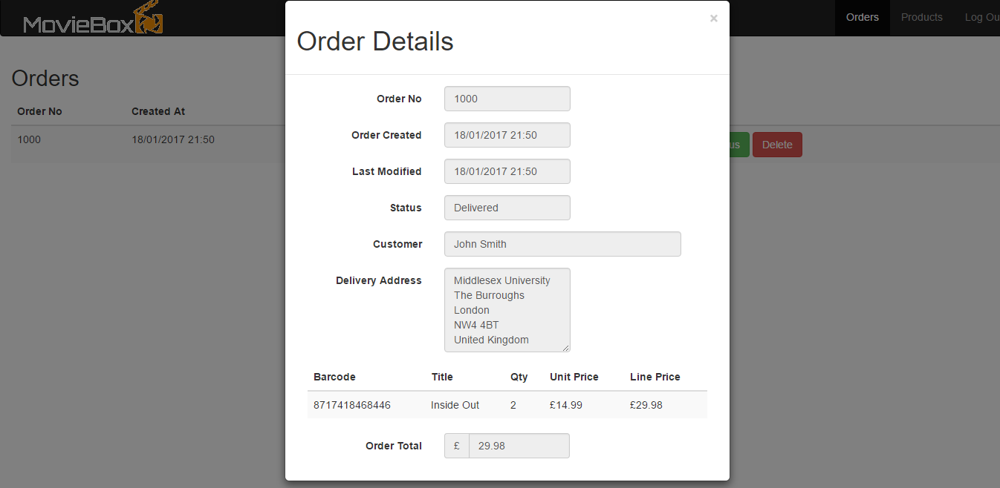 MovieBox
Orders Products Log Ou
×
Order Details
Orders
Order No Created At
1000 18/01/2017 21:50
us Delete
Order No 1000
Order Created 18/01/2017 21:50
Last Modified 18/01/2017 21:50
Status Delivered
Customer John Smith
Delivery Address Middlesex University
The Burroughs
London
NW4 4BT
United Kingdom
Barcode Title Qty Unit Price Line Price
8717418468446 Inside Out 2 £14.99 £29.98
Order Total £ 29.98